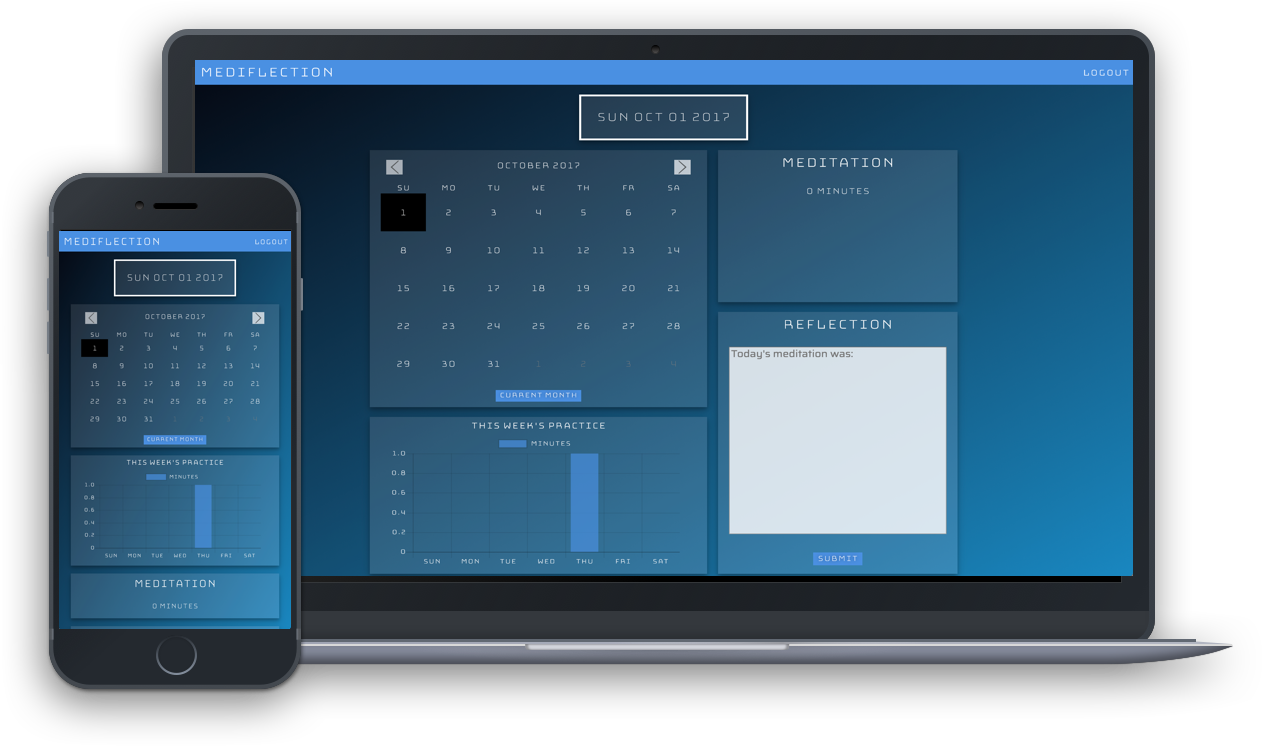 MEDIFLECTION LOGOUT
SUN OCT 01 2017
OCTOBER 2017
SU MO TU WE TH FR SA
1 2 3 4 5 6 7
8 9 10 11 12 13 14
15 16 17 18 19 20 21
22 23 24 25 26 27 28
29 30 31 1 2 3 4
CURRENT MONTH
THIS WEEK'S PRACTICE
MINUTES
1.0
0.8
0.6
0.4
0.2
0
SUN MON TUE WED THU FRI SAT
MEDITATION
0 MINUTES
REFLECTION
Today's meditation was:
SUBMIT
MEDIFLECTION LOGOUT
SUN OCT 01 2017
OCTOBER 2017
SU MO TU WE TH FR SA
1 2 3 4 5 6 7
8 9 10 11 12 13 14
15 16 17 18 19 20 21
22 23 24 25 26 27 28
29 30 31
CURRENT MONTH
THIS WEEK'S PRACTICE
MINUTES
1.0
0.8
0.6
0.4
0.2
0
SUN MON TUE WED THU FRI SAT
MEDITATION
0 MINUTES